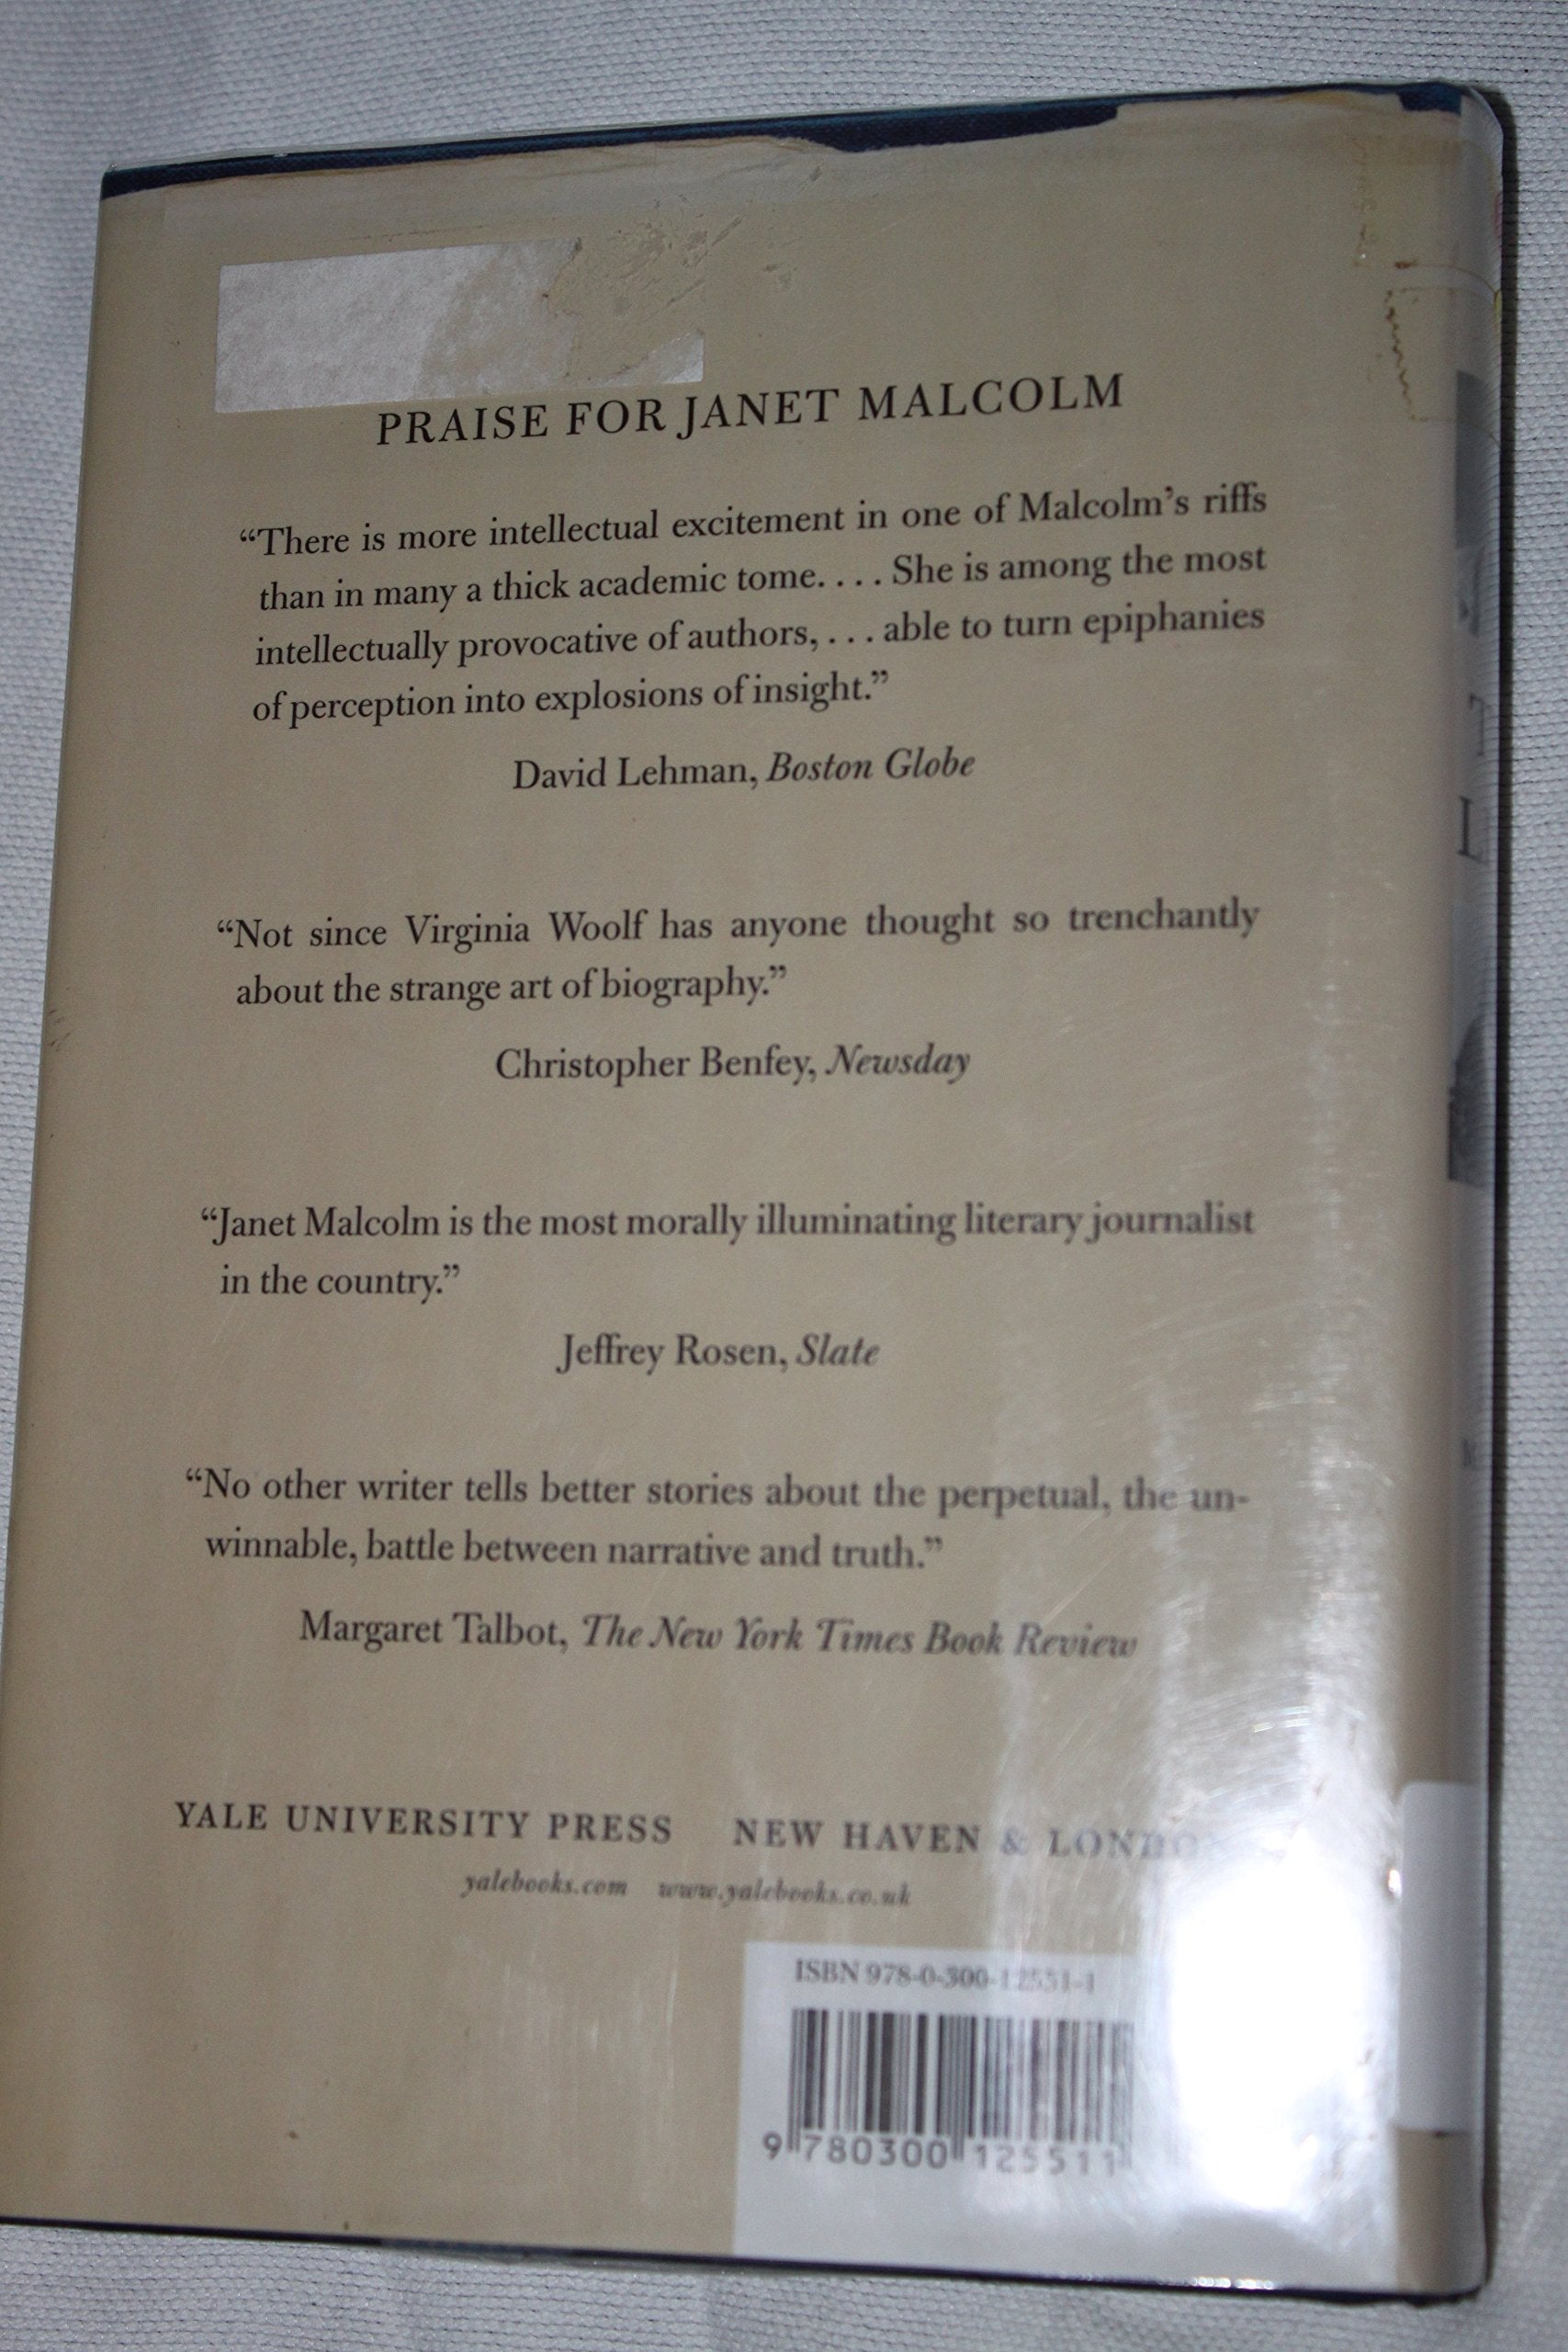 PRAISE FOR JANET MALCOLM
“There is more intellectual excitement in one of Malcolm’s riffs
than in many a thick academic tome. . . . She is among the most
intellectually provocative of authors, . . . able to turn epiphanies
of perception into explosions of insight.”
David Lehman, Boston Globe
“Not since Virginia Woolf has anyone thought so trenchantly
about the strange art of biography.”
Christopher Benfey, Newsday
“Janet Malcolm is the most morally illuminating literary journalist
in the country.”
Jeffrey Rosen, Slate
“No other writer tells better stories about the perpetual, the un-
winnable, battle between narrative and truth.”
Margaret Talbot, The New York Times Book Review
YALE UNIVERSITY PRESS NEW HAVEN & LONDO
yalebooks.com www.yalebooks.co.uk
ISBN 978-0-300-12551-1
9 780300 125511
T
L